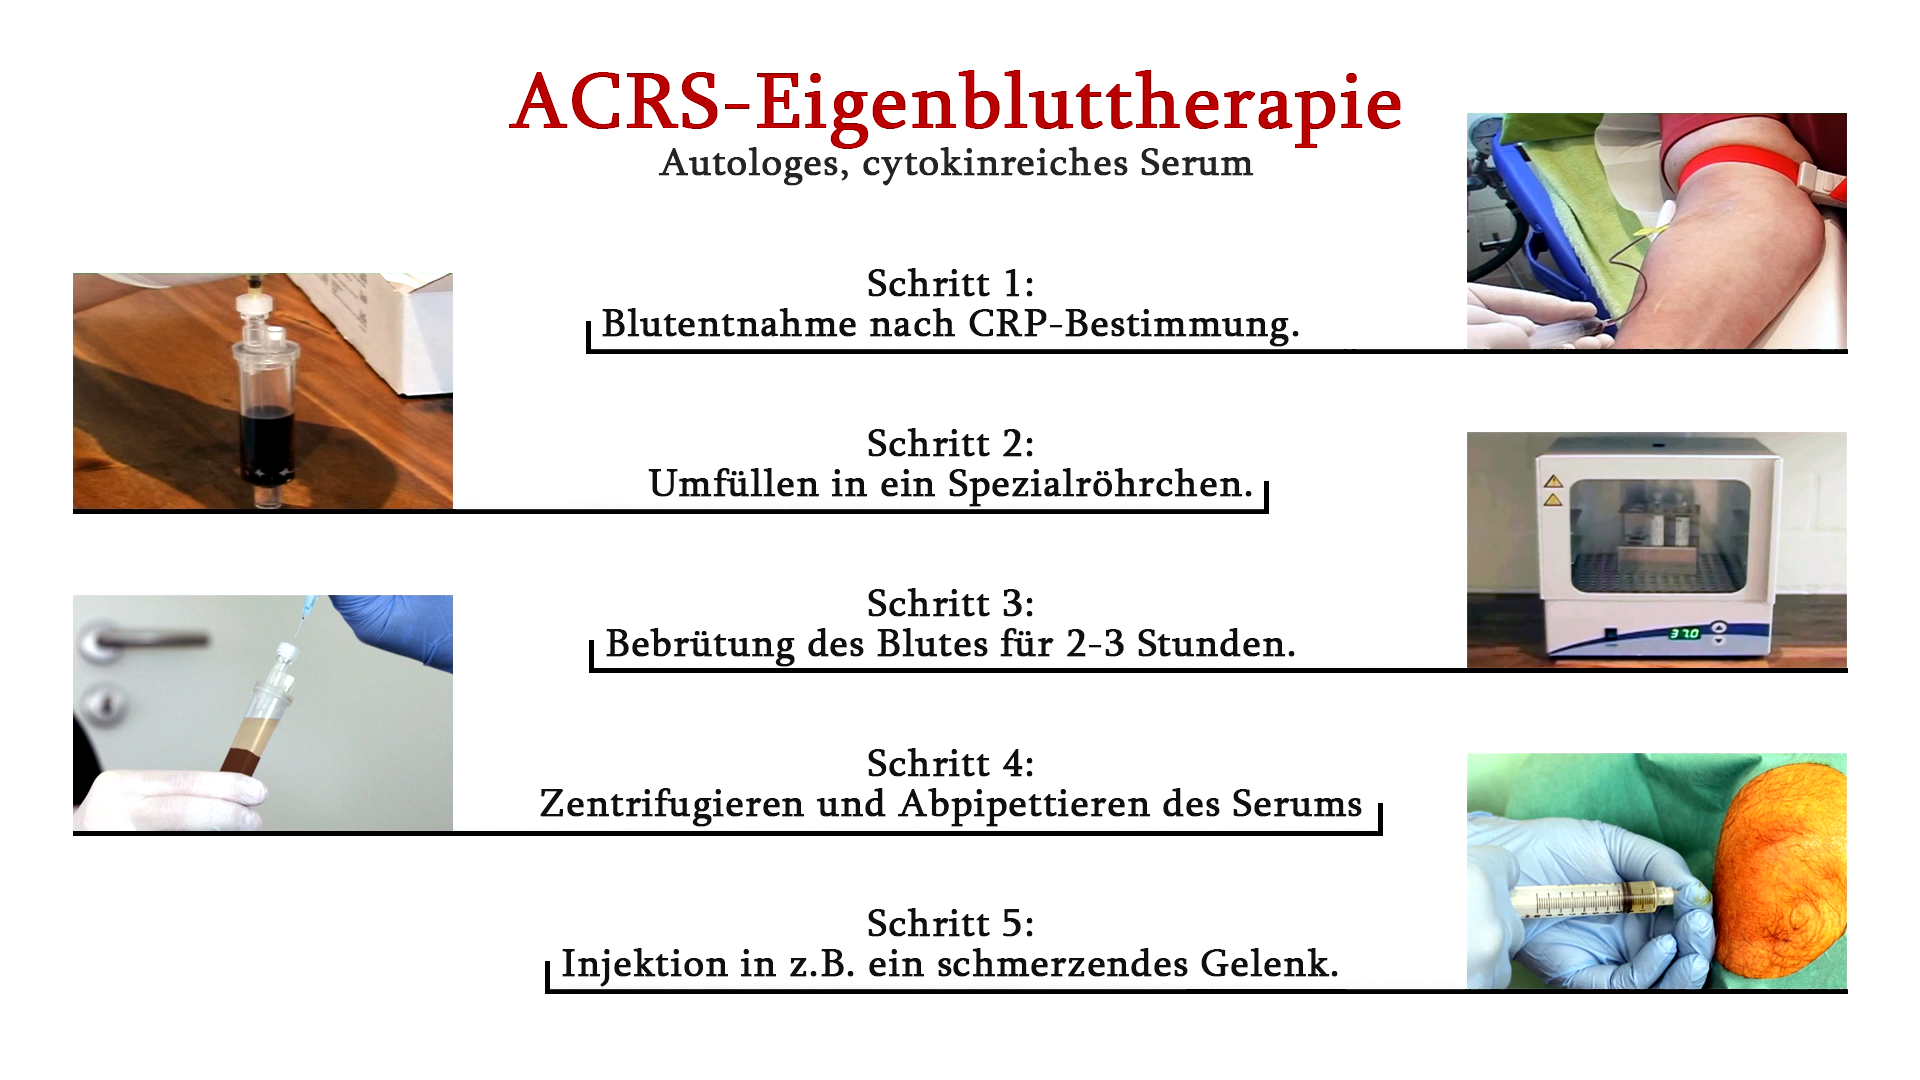 ACRS-Eigenbluttherapie
Autologes, cytokinreiches Serum
Schritt 1:
Blutentnahme nach CRP-Bestimmung.
Schritt 2:
Umfüllen in ein Spezialröhrchen.
Schritt 3:
Bebrütung des Blutes für 2-3 Stunden.
37.0
Schritt 4:
Zentrifugieren und Abpipettieren des Serums
Schritt 5:
Injektion in z.B. ein schmerzendes Gelenk.